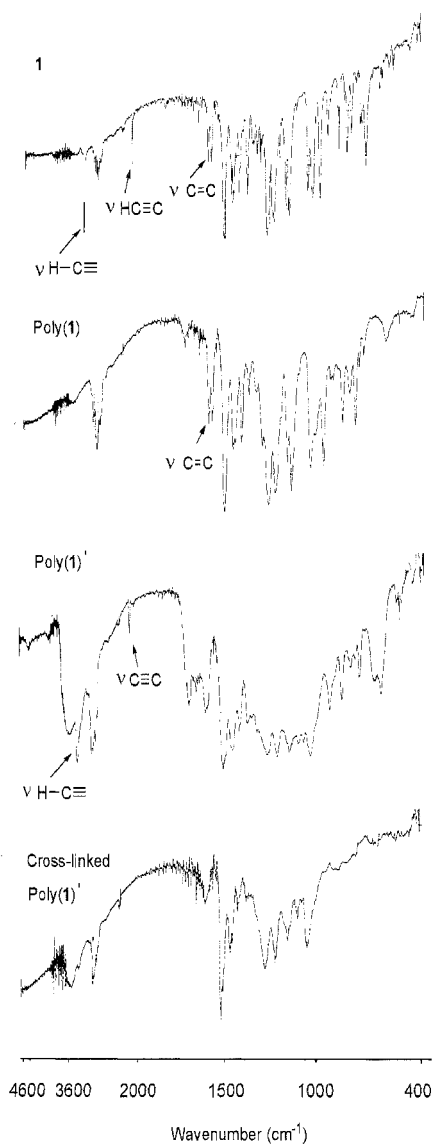 1
ν C=C
ν HC≡C
ν H–C≡
Poly(1)
ν C=C
Poly(1)'
ν C≡C
ν H–C≡
Cross-linked
Poly(1)'
4600 3600 2000 1500 1000 400
Wavenumber (cm⁻¹)